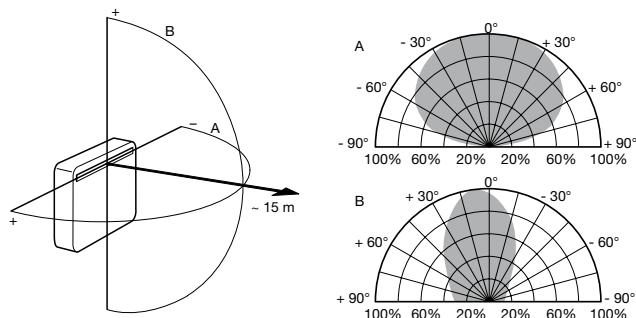 +
B
− A
~ 15 m
+
A
0°
- 30° + 30°
- 60° + 60°
- 90° + 90°
100% 60% 20% 20% 60% 100%
B
0°
+ 30° - 30°
+ 60° - 60°
+ 90° - 90°
100% 60% 20% 20% 60% 100%